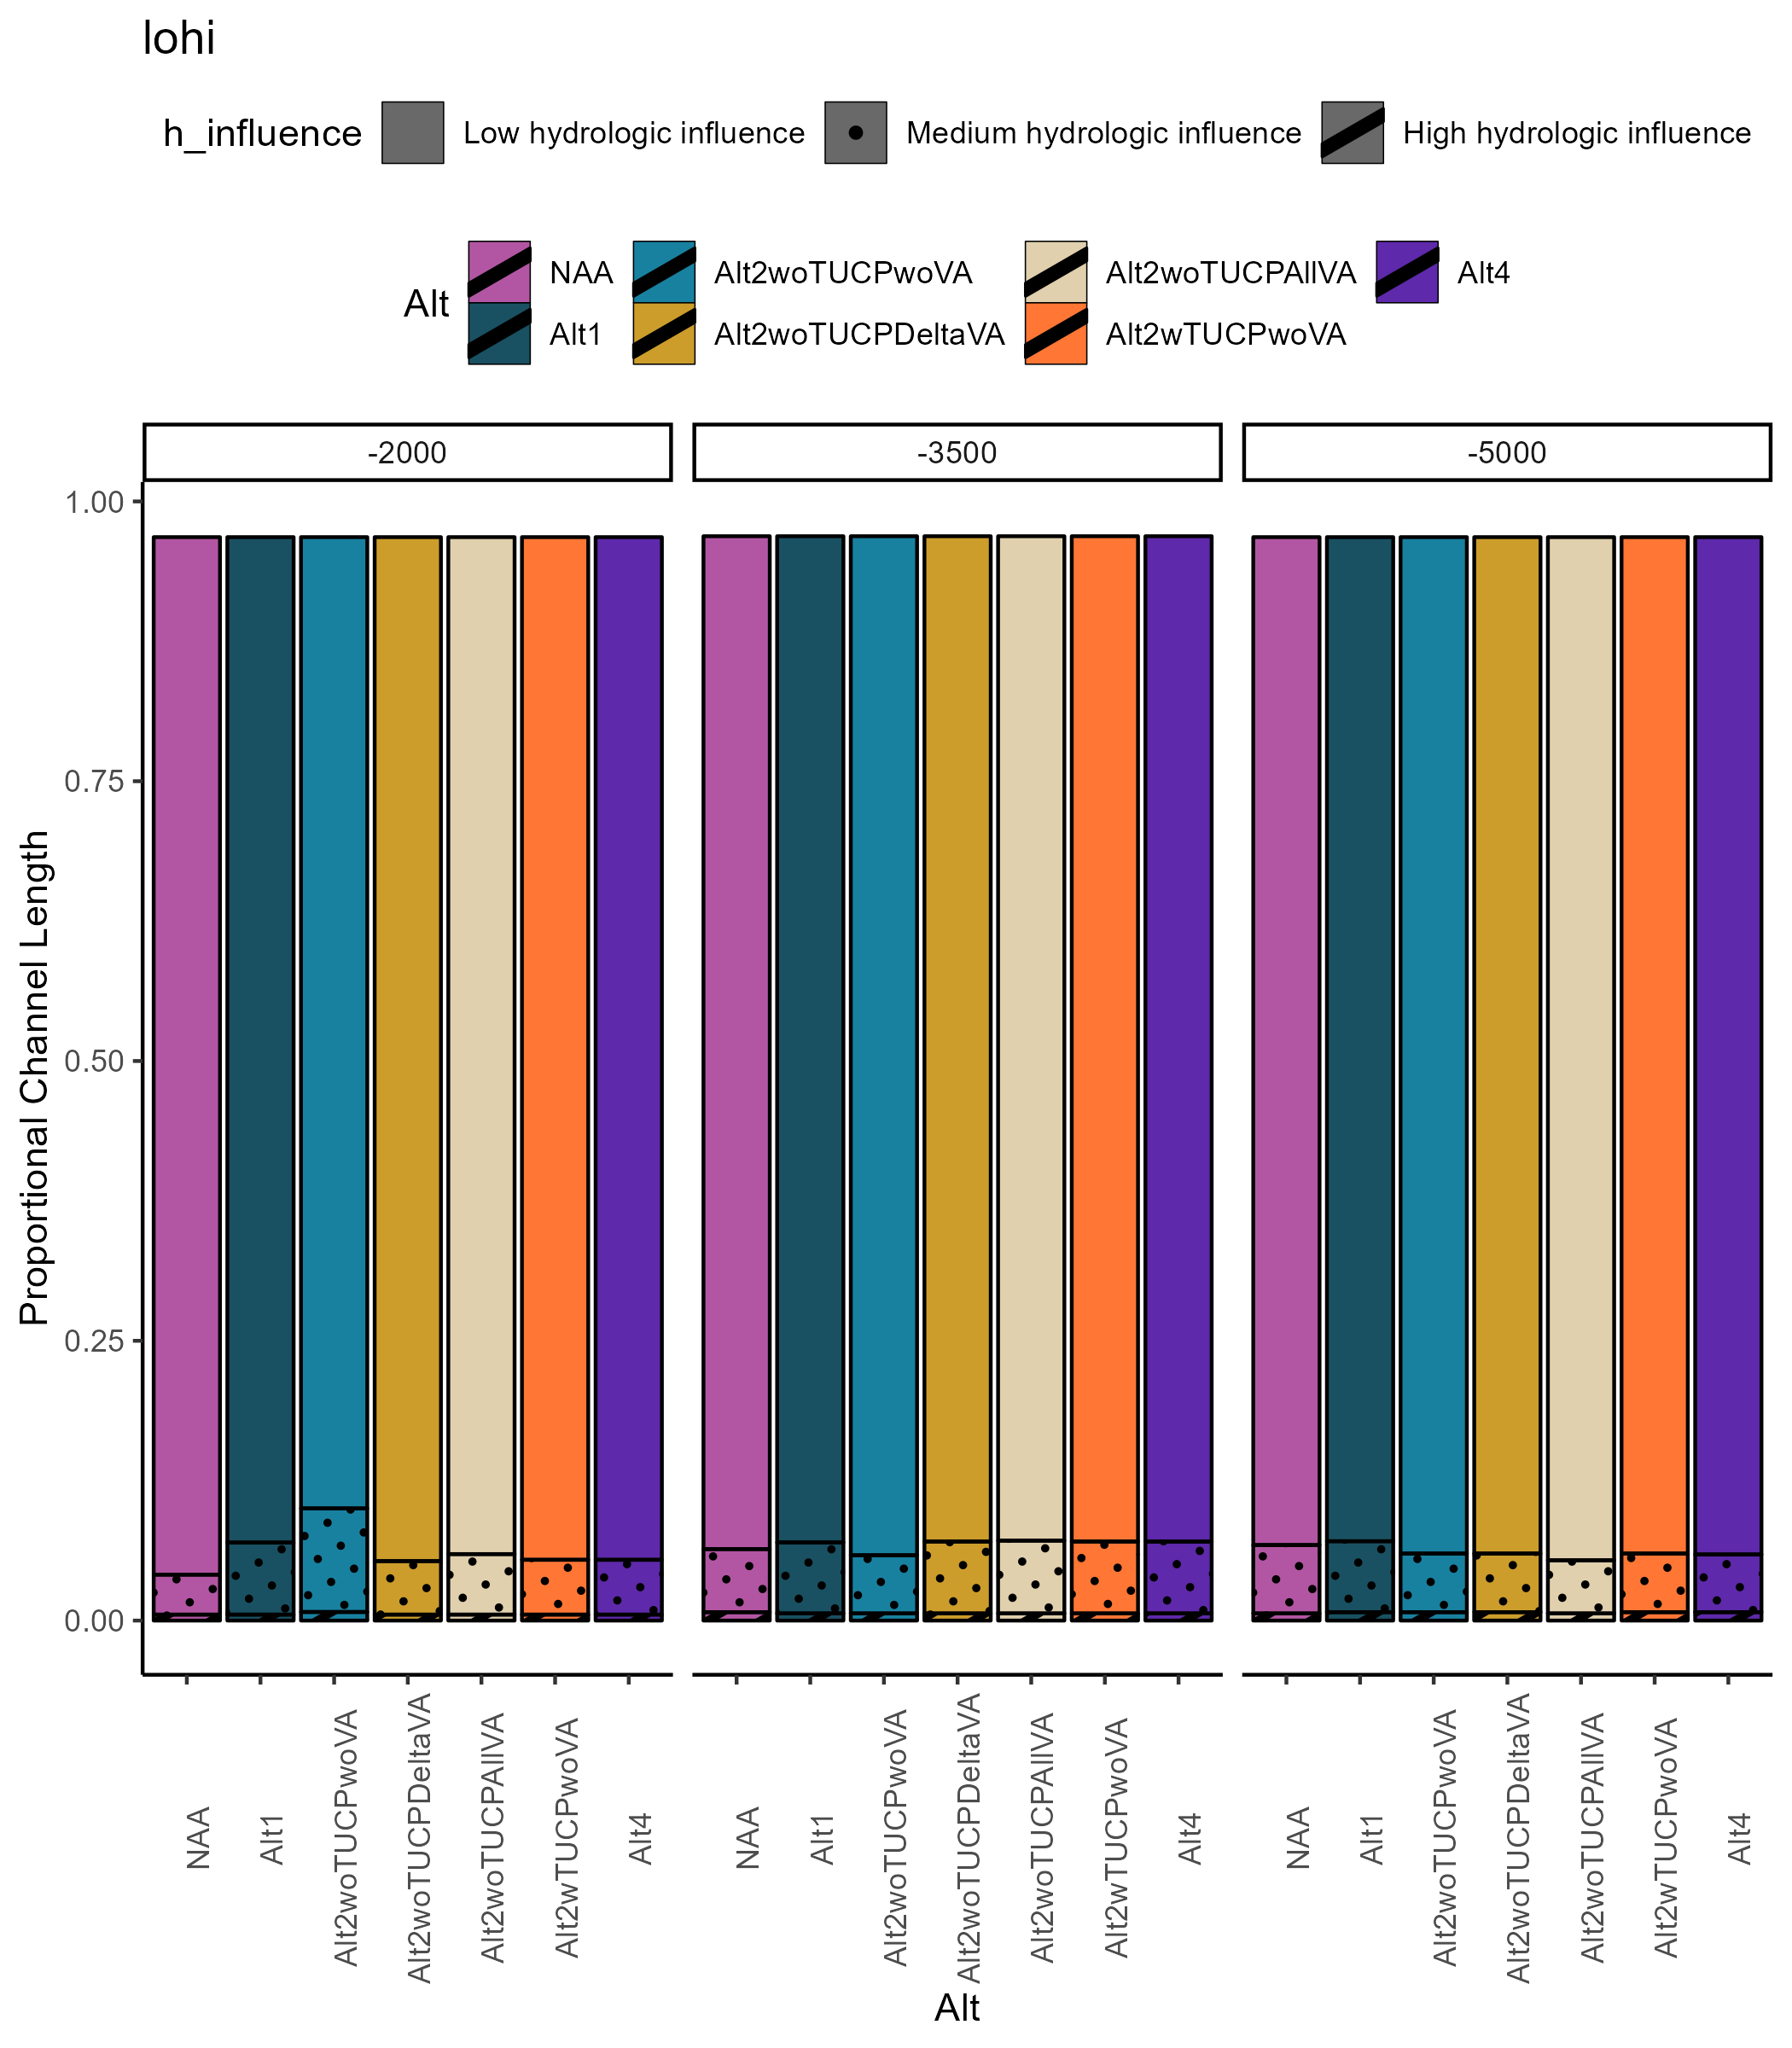 lohi
h_influence Low hydrologic influence Medium hydrologic influence High hydrologic influence
Alt NAA Alt2woTUCPwoVA Alt2woTUCPAllVA Alt4
Alt1 Alt2woTUCPDeltaVA Alt2wTUCPwoVA
-2000 -3500 -5000
1.00
0.75
0.50
0.25
0.00
Proportional Channel Length
NAA Alt1 Alt2woTUCPwoVA Alt2woTUCPDeltaVA Alt2woTUCPAllVA Alt2wTUCPwoVA Alt4 NAA Alt1 Alt2woTUCPwoVA Alt2woTUCPDeltaVA Alt2woTUCPAllVA Alt2wTUCPwoVA Alt4 NAA Alt1 Alt2woTUCPwoVA Alt2woTUCPDeltaVA Alt2woTUCPAllVA Alt2wTUCPwoVA Alt4
Alt